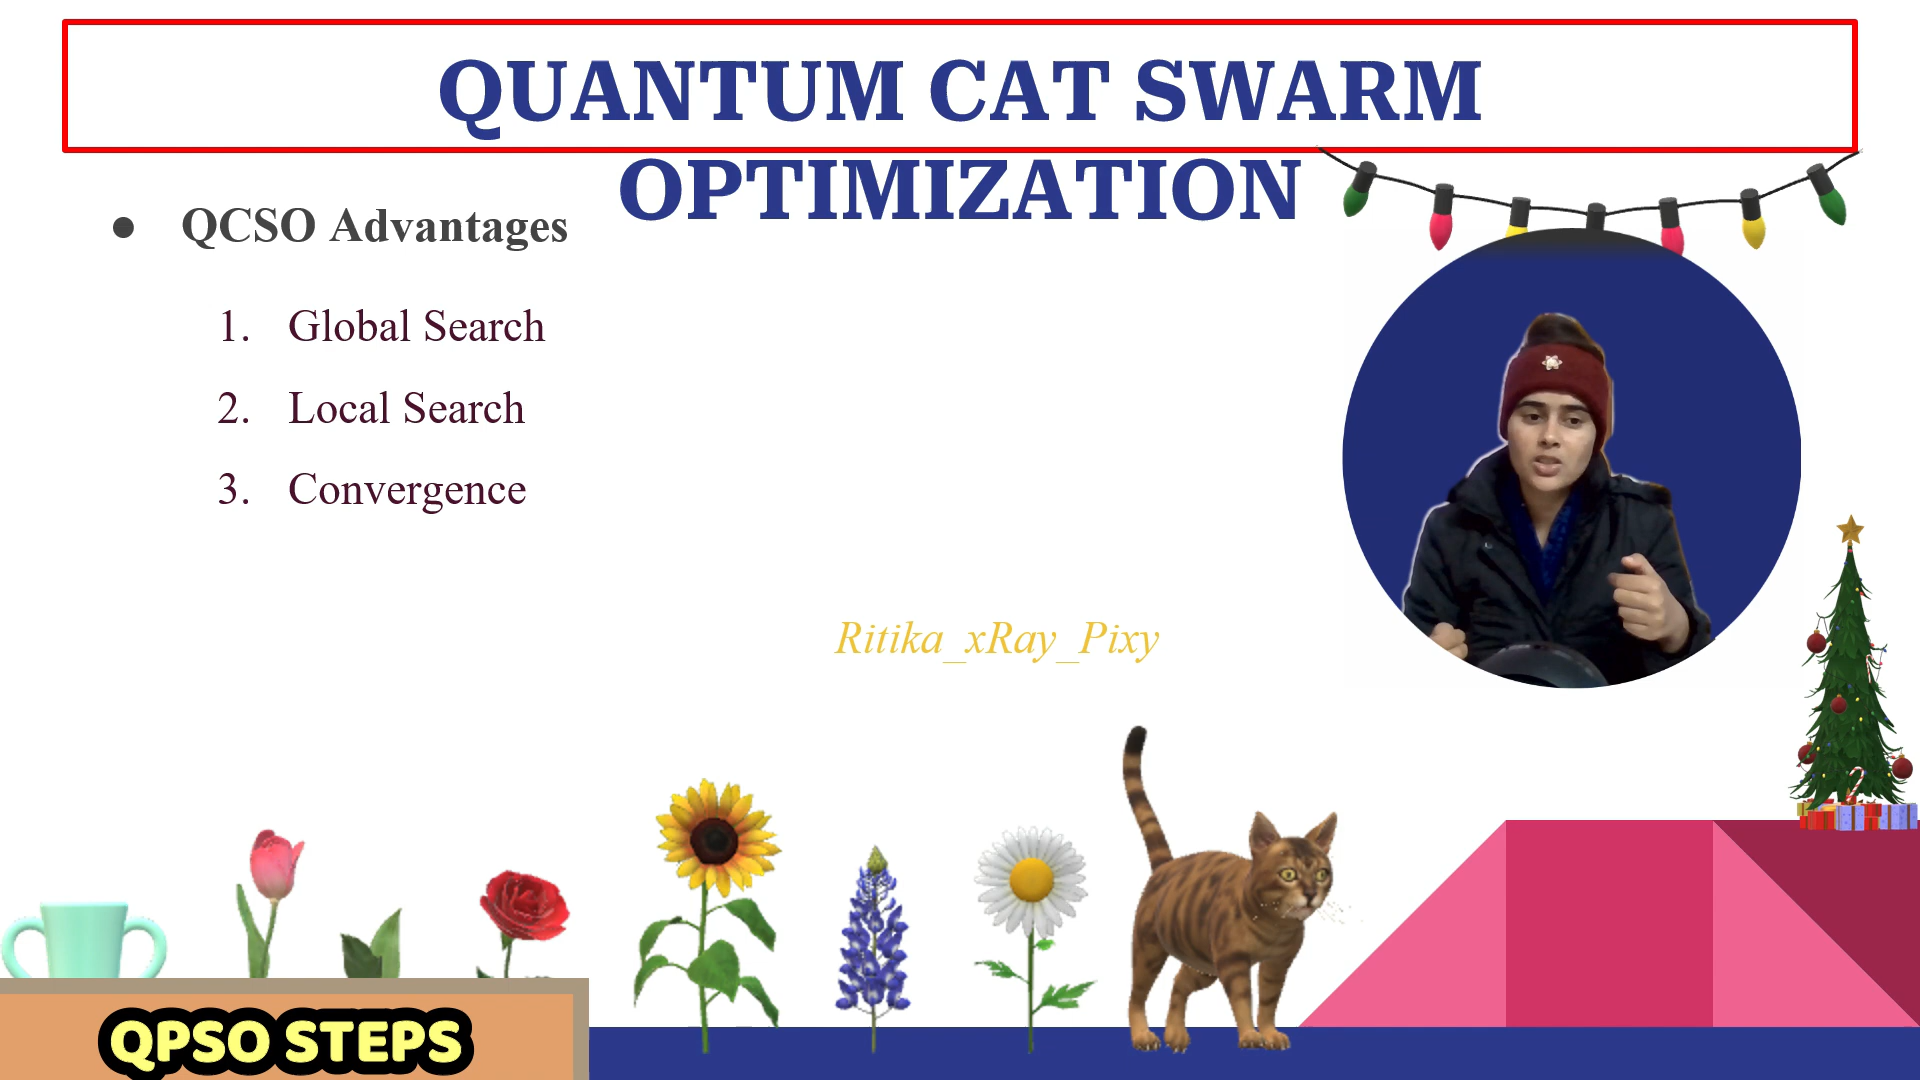 QUANTUM CAT SWARM
OPTIMIZATION
● QCSO Advantages
1. Global Search
2. Local Search
3. Convergence
Ritika_xRay_Pixy
QPSO STEPS